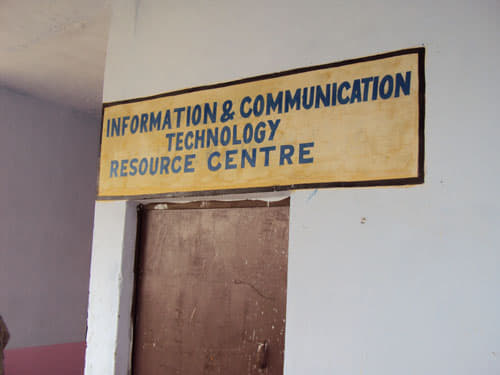 INFORMATION & COMMUNICATION
TECHNOLOGY
RESOURCE CENTRE